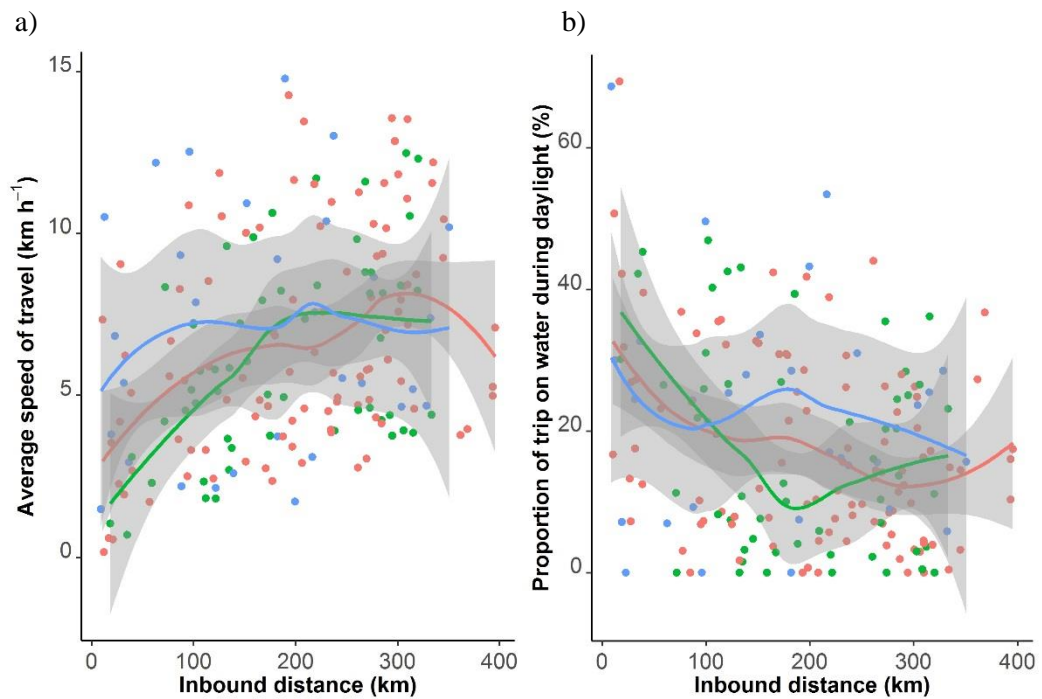 a)
Average speed of travel (km h⁻¹)
15
10
5
0
0 100 200 300 400
Inbound distance (km)
b)
Proportion of trip on water during daylight (%)
60
40
20
0
0 100 200 300 400
Inbound distance (km)